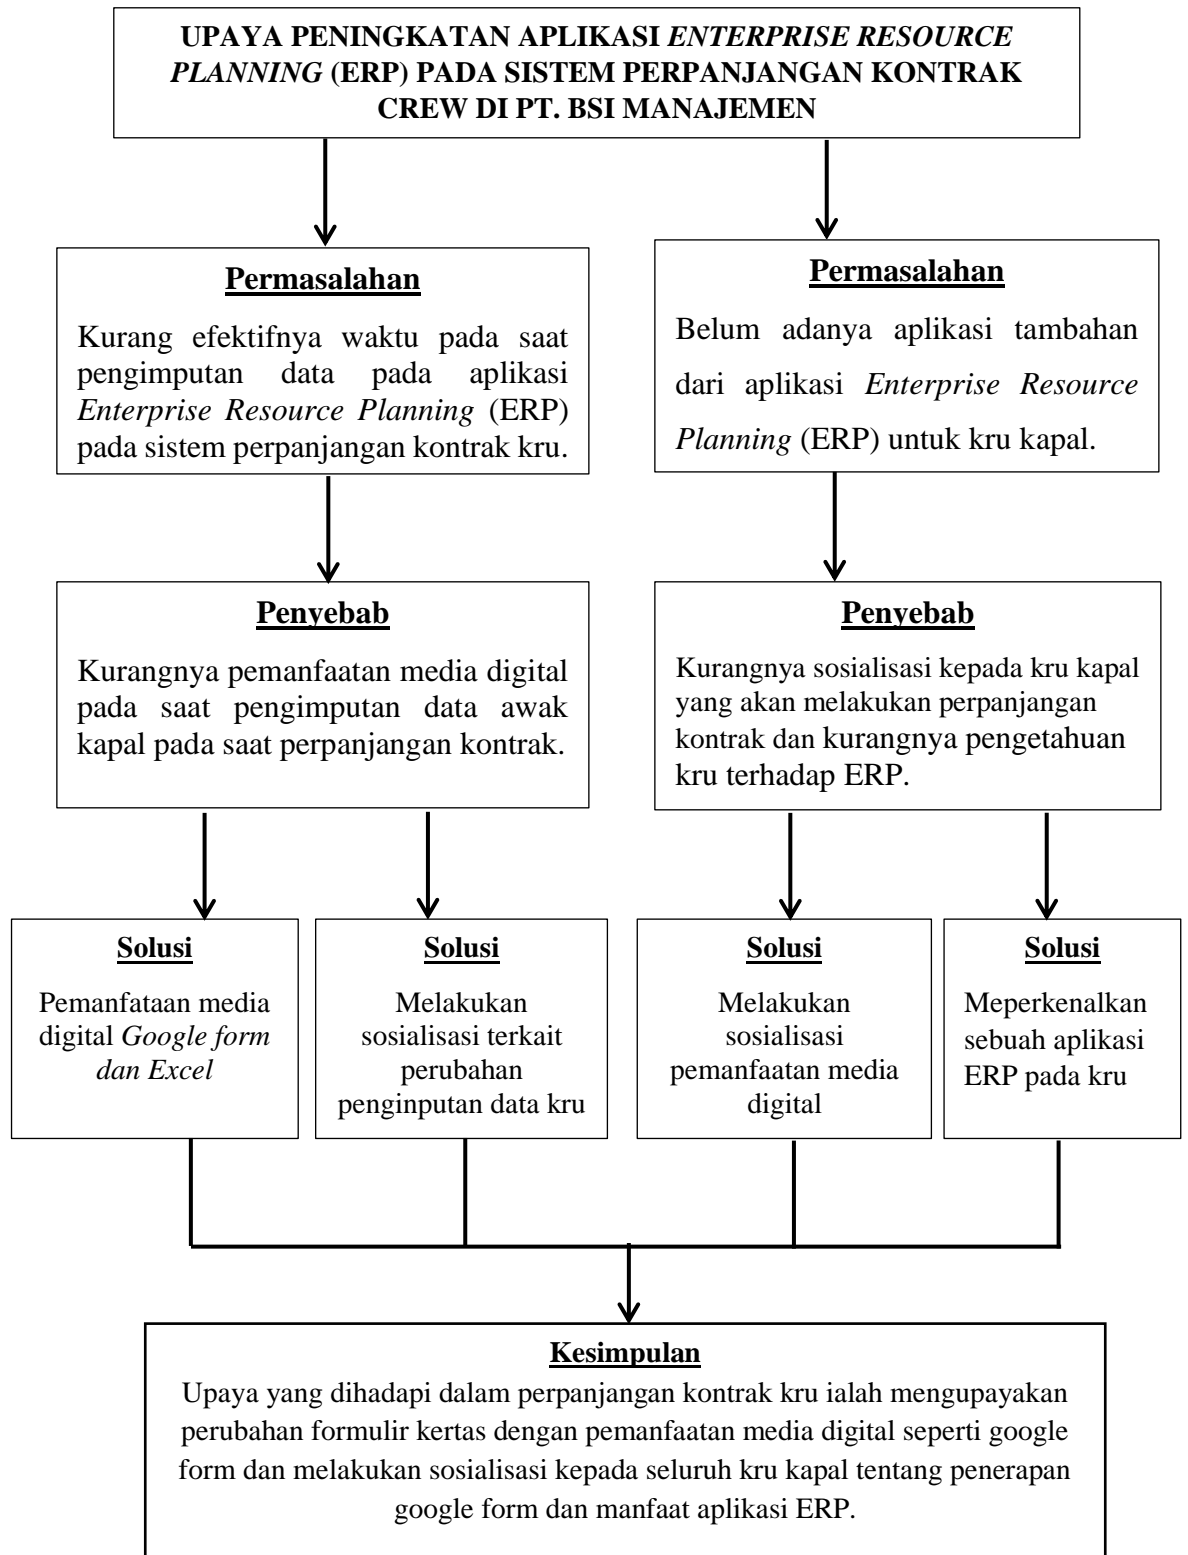 UPAYA PENINGKATAN APLIKASI ENTERPRISE RESOURCE
PLANNING (ERP) PADA SISTEM PERPANJANGAN KONTRAK
CREW DI PT. BSI MANAJEMEN
Permasalahan
Kurang efektifnya waktu pada saat
pengimputan data pada aplikasi
Enterprise Resource Planning (ERP)
pada sistem perpanjangan kontrak kru.
Permasalahan
Belum adanya aplikasi tambahan
dari aplikasi Enterprise Resource
Planning (ERP) untuk kru kapal.
Penyebab
Kurangnya pemanfaatan media digital
pada saat pengimputan data awak
kapal pada saat perpanjangan kontrak.
Penyebab
Kurangnya sosialisasi kepada kru kapal
yang akan melakukan perpanjangan
kontrak dan kurangnya pengetahuan
kru terhadap ERP.
Solusi
Pemanfataan media
digital Google form
dan Excel
Solusi
Melakukan
sosialisasi terkait
perubahan
penginputan data kru
Solusi
Melakukan
sosialisasi
pemanfaatan media
digital
Solusi
Meperkenalkan
sebuah aplikasi
ERP pada kru
Kesimpulan
Upaya yang dihadapi dalam perpanjangan kontrak kru ialah mengupayakan
perubahan formulir kertas dengan pemanfaatan media digital seperti google
form dan melakukan sosialisasi kepada seluruh kru kapal tentang penerapan
google form dan manfaat aplikasi ERP.